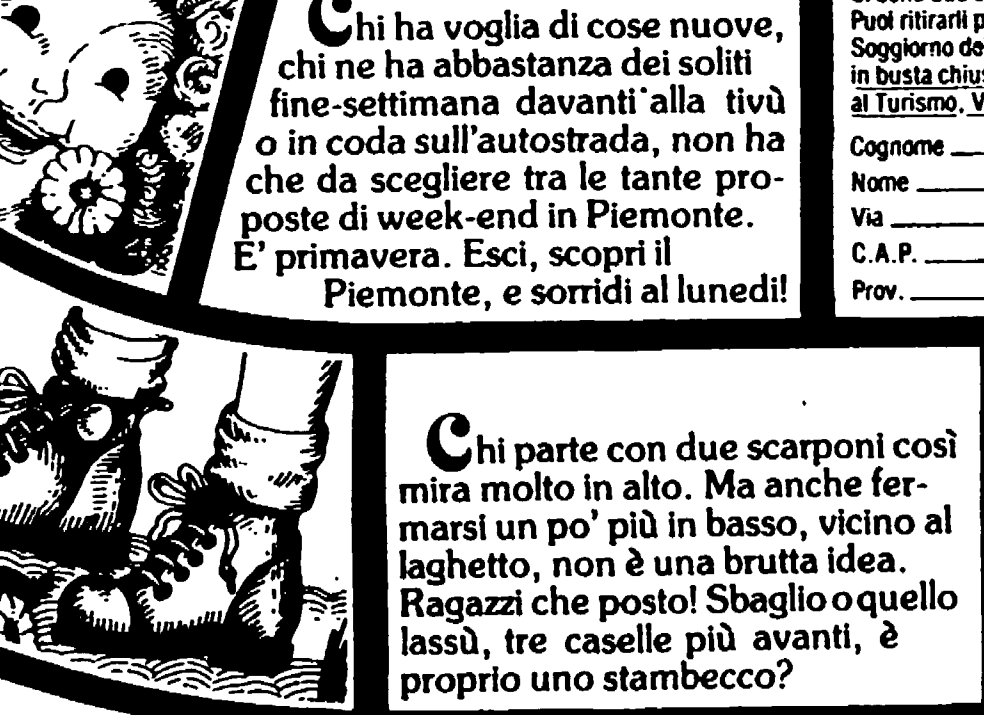 Chi ha voglia di cose nuove,
chi ne ha abbastanza dei soliti
fine-settimana davanti alla tivù
o in coda sull'autostrada, non ha
che da scegliere tra le tante pro-
poste di week-end in Piemonte.
E' primavera. Esci, scopri il
Piemonte, e sorridi al lunedì!
Puoi ritirarli
Soggiorno
in busta
al Turismo,
Cognome
Nome
Via
C.A.P.
Prov.
Chi parte con due scarponi così
mira molto in alto. Ma anche fer-
marsi un po' più in basso, vicino al
laghetto, non è una brutta idea.
Ragazzi che posto! Sbaglio o quello
lassù, tre caselle più avanti, è
proprio uno stambecco?